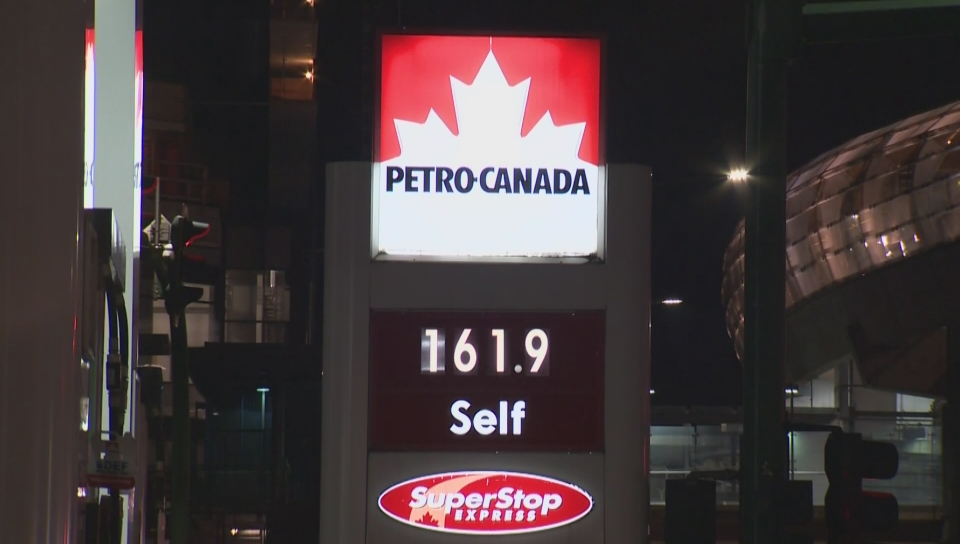 PETRO-CANADA
161.9
Self
SuperStop
EXPRESS